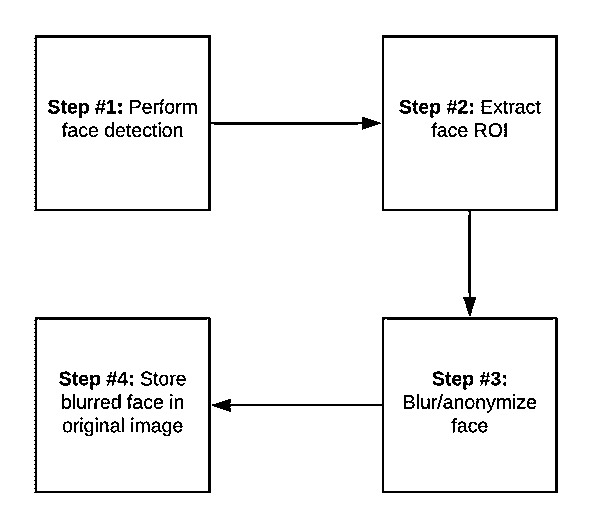 Step #1: Perform
face detection
Step #2: Extract
face ROI
Step #3:
Blur/anonymize
face
Step #4: Store
blurred face in
original image